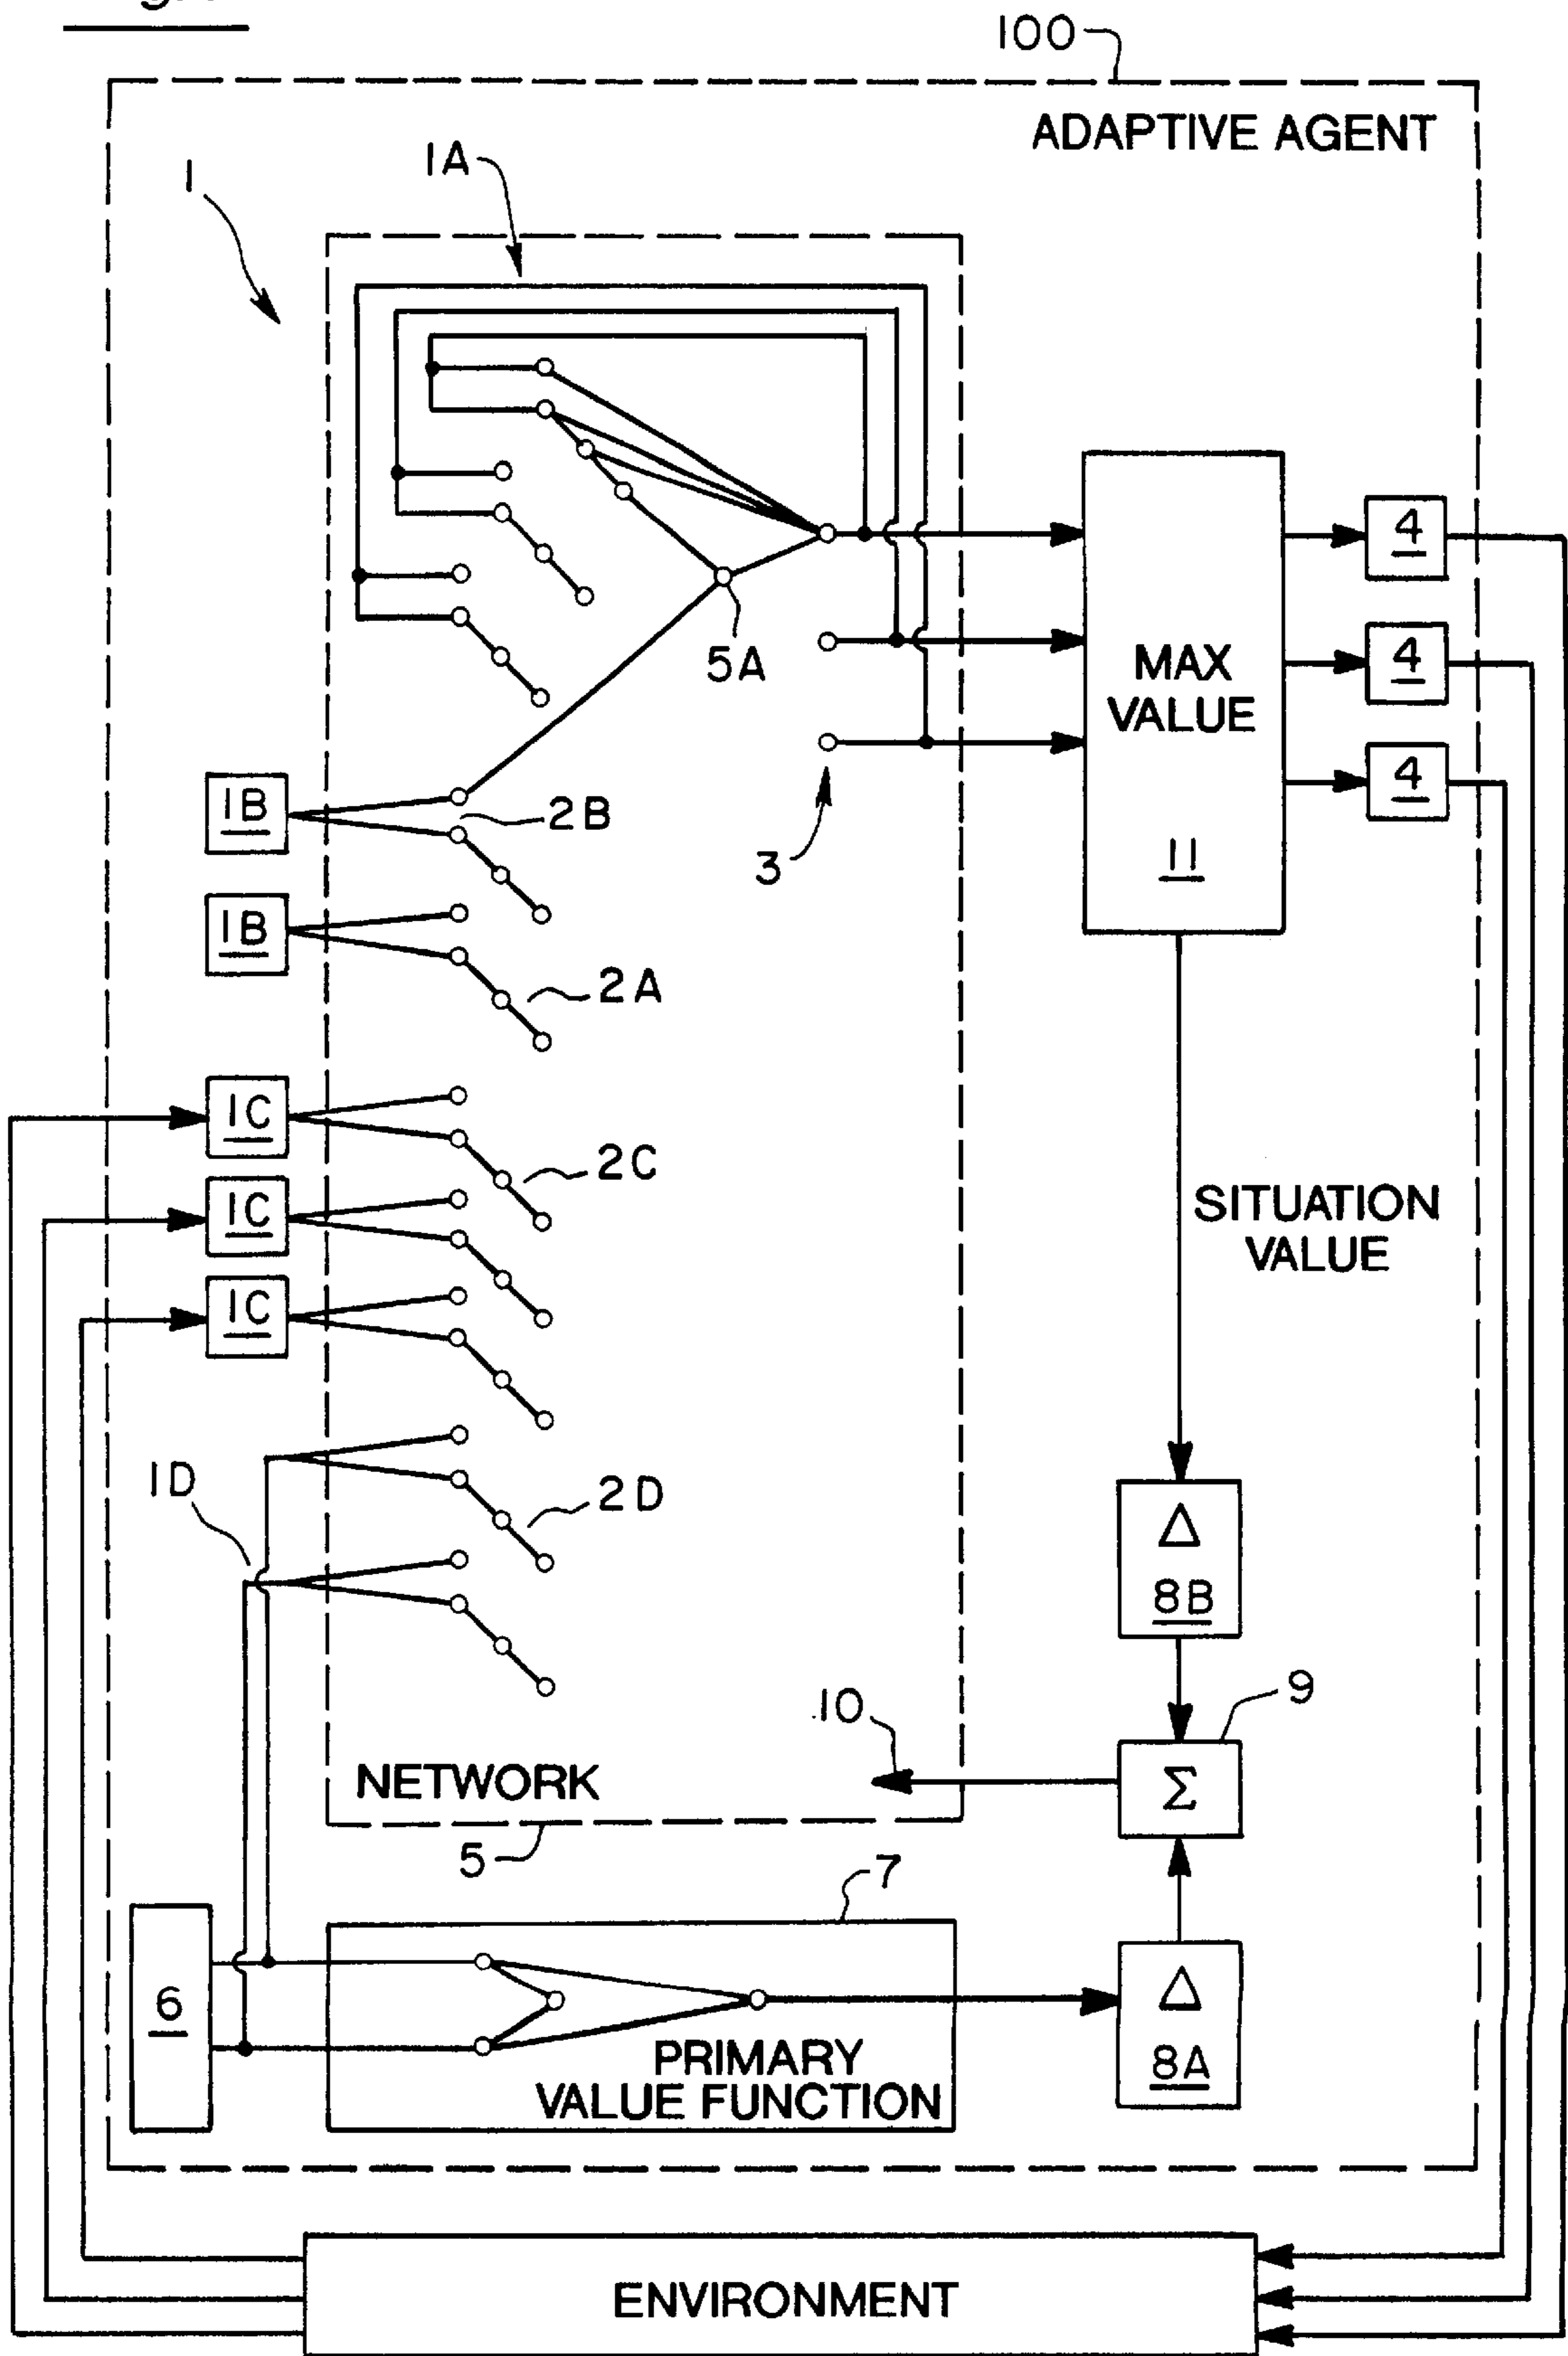 100
ADAPTIVE AGENT
1
1A
4
4
4
5A
MAX
VALUE
11
3
1B
2B
1B
2A
1C
2C
1C
1C
SITUATION
VALUE
1D
2D
Δ
8B
10
9
Σ
NETWORK
5
7
6
PRIMARY
VALUE FUNCTION
Δ
8A
ENVIRONMENT